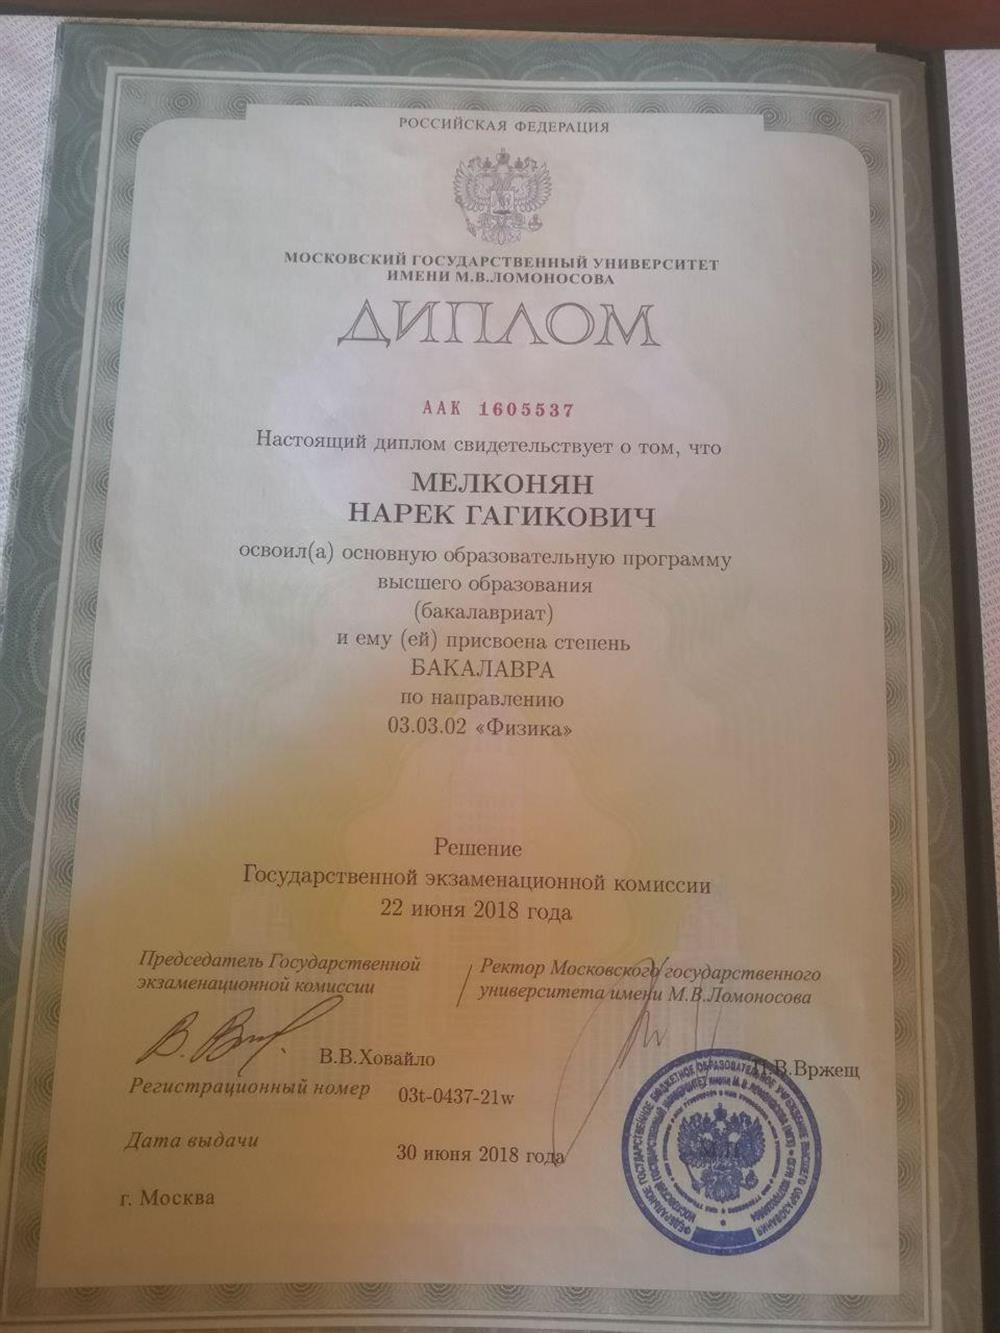 РОССИЙСКАЯ ФЕДЕРАЦИЯ
МОСКОВСКИЙ ГОСУДАРСТВЕННЫЙ УНИВЕРСИТЕТ
ИМЕНИ М.В.ЛОМОНОСОВА
ДИПЛОМ
ААК 1605537
Настоящий диплом свидетельствует о том, что
МЕЛКОНЯН
НАРЕК ГАГИКОВИЧ
освоил(а) основную образовательную программу
высшего образования
(бакалавриат)
и ему (ей) присвоена степень
БАКАЛАВРА
по направлению
03.03.02 «Физика»
Решение
Государственной экзаменационной комиссии
22 июня 2018 года
Председатель Государственной
экзаменационной комиссии
/ Ректор Московского государственного
университета имени М.В.Ломоносова
В.В.Ховайло
П.В.Вржещ
Регистрационный номер 03t-0437-21w
Дата выдачи 30 июня 2018 года
г. Москва
М.П.